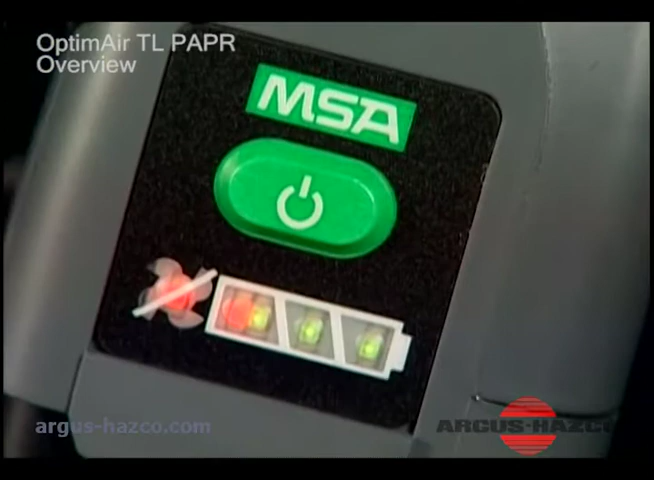 OptimAir TL PAPR
Overview
MSA
argus-hazco.com
ARGUS-HAZCO